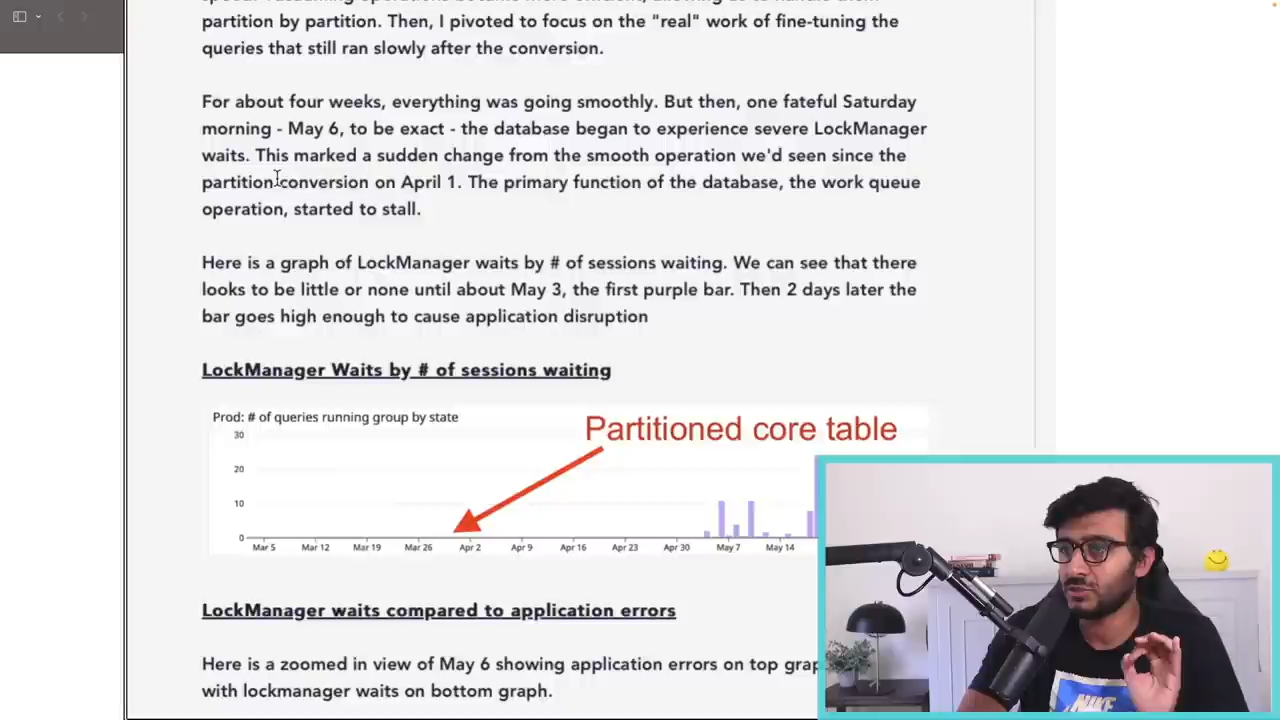 partition by partition. Then, I pivoted to focus on the "real" work of fine-tuning the
queries that still ran slowly after the conversion.
For about four weeks, everything was going smoothly. But then, one fateful Saturday
morning - May 6, to be exact - the database began to experience severe LockManager
waits. This marked a sudden change from the smooth operation we'd seen since the
partition conversion on April 1. The primary function of the database, the work queue
operation, started to stall.
Here is a graph of LockManager waits by # of sessions waiting. We can see that there
looks to be little or none until about May 3, the first purple bar. Then 2 days later the
bar goes high enough to cause application disruption
LockManager Waits by # of sessions waiting
Prod: # of queries running group by state
Partitioned core table
30
20
10
0
Mar 5 Mar 12 Mar 19 Mar 26 Apr 2 Apr 9 Apr 16 Apr 23 Apr 30 May 7 May 14
LockManager waits compared to application errors
Here is a zoomed in view of May 6 showing application errors on top
with lockmanager waits on bottom graph.
NIKE